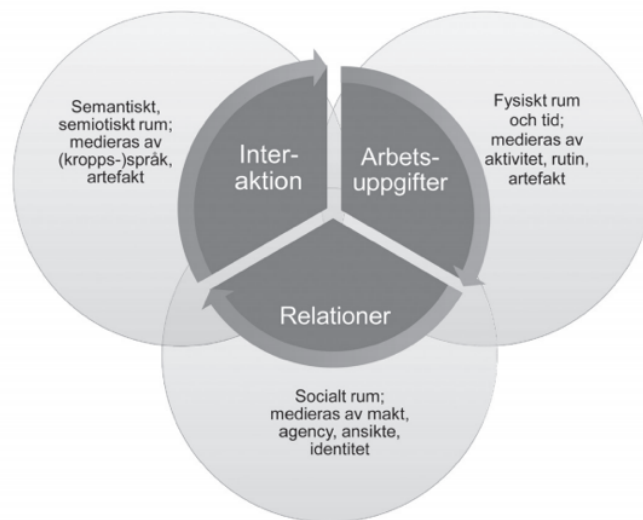 Semantiskt,
semiotiskt rum;
medieras av
(kropps-)språk,
artefakt
Inter-
aktion
Arbets-
uppgifter
Fysiskt rum
och tid;
medieras av
aktivitet, rutin,
artefakt
Relationer
Socialt rum;
medieras av makt,
agency, ansikte,
identitet